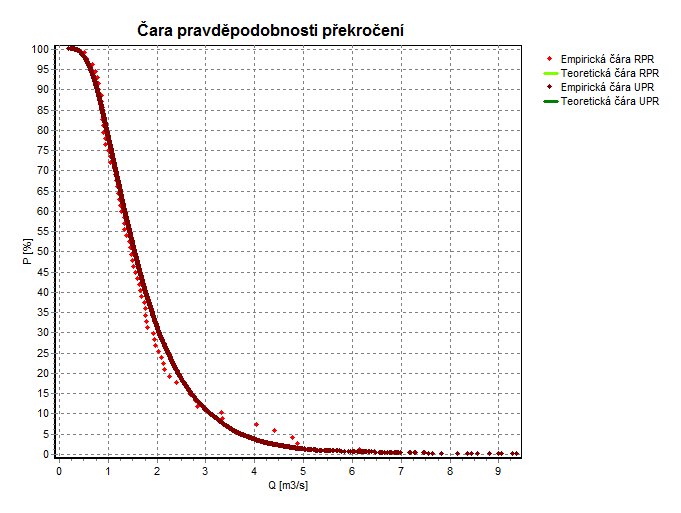 Čára pravděpodobnosti překročení
100
95
90
85
80
75
70
65
60
55
50
45
40
35
30
25
20
15
10
5
0
P [%]
0 1 2 3 4 5 6 7 8 9
Q [m3/s]
Empirická čára RPR
Teoretická čára RPR
Empirická čára UPR
Teoretická čára UPR